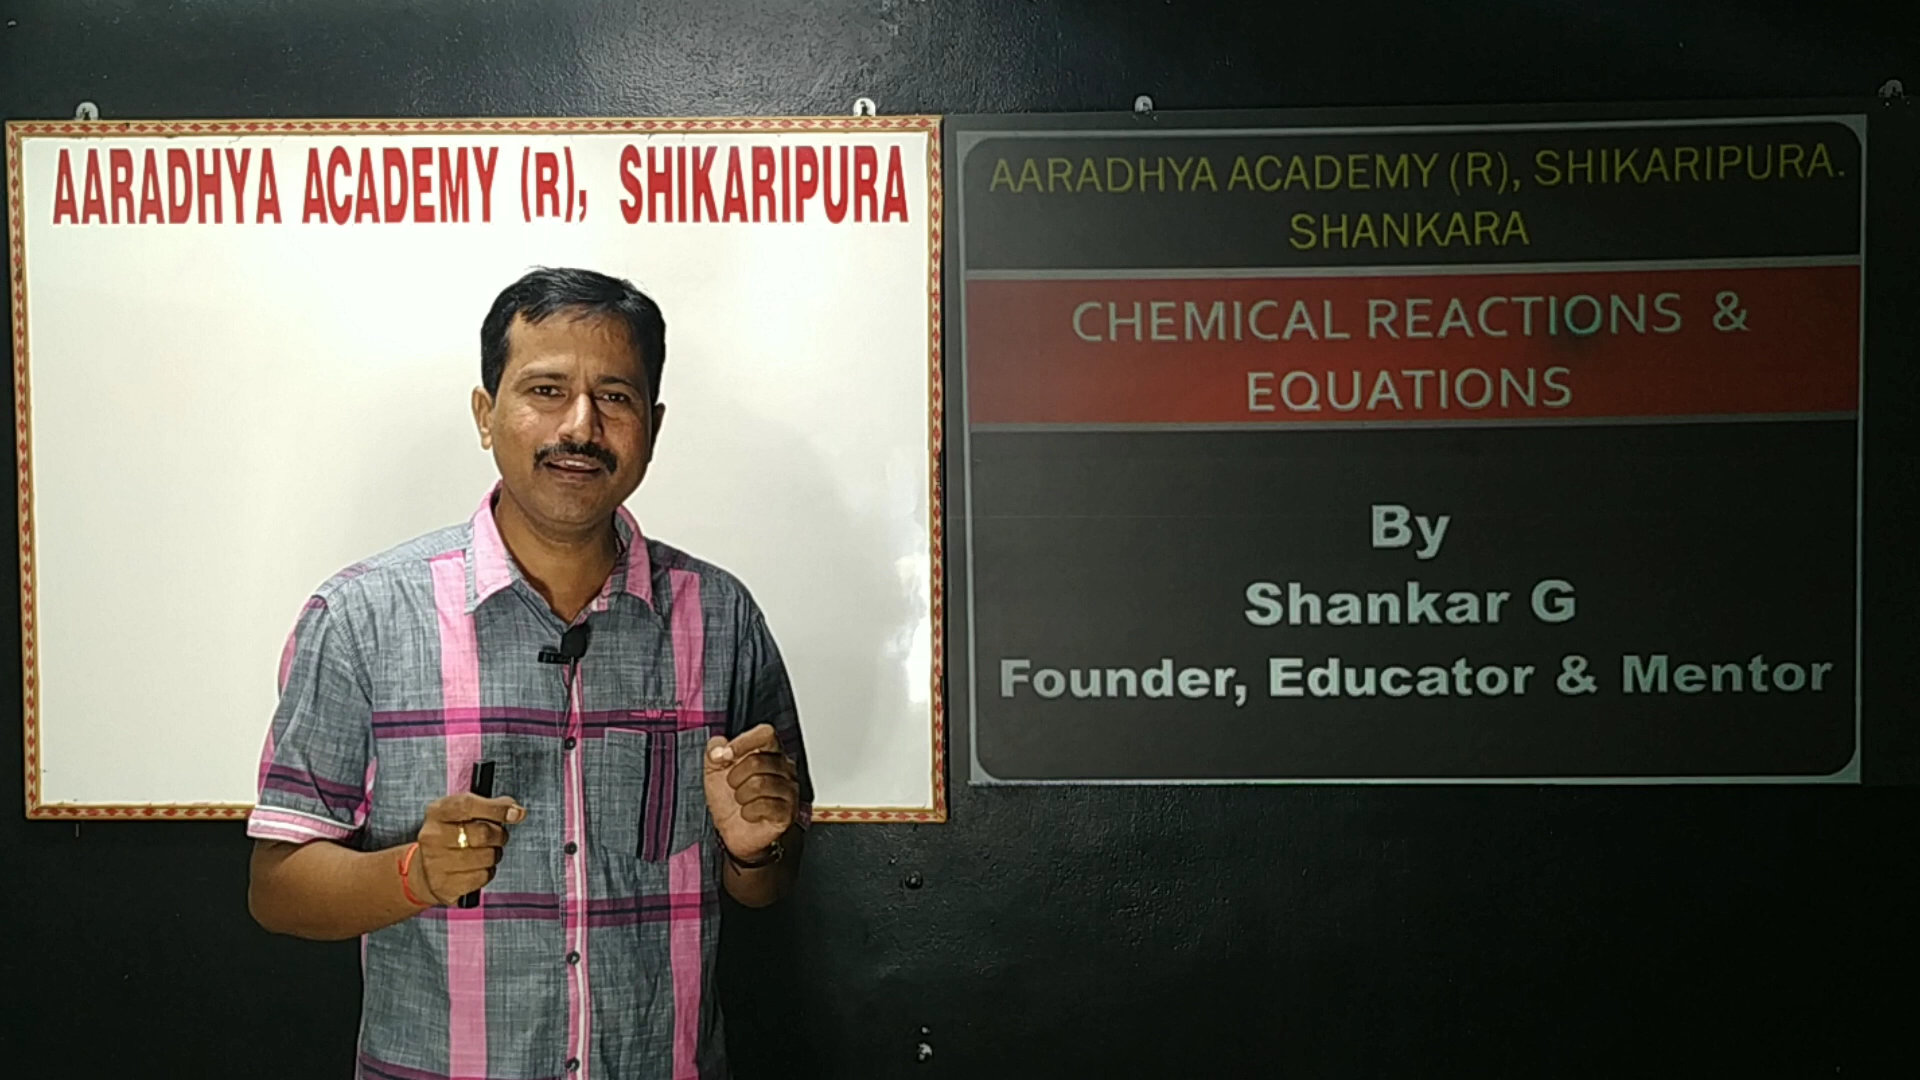 AARADHYA ACADEMY (R), SHIKARIPURA
AARADHYA ACADEMY (R), SHIKARIPURA.
SHANKARA
CHEMICAL REACTIONS &
EQUATIONS
By
Shankar G
Founder, Educator & Mentor